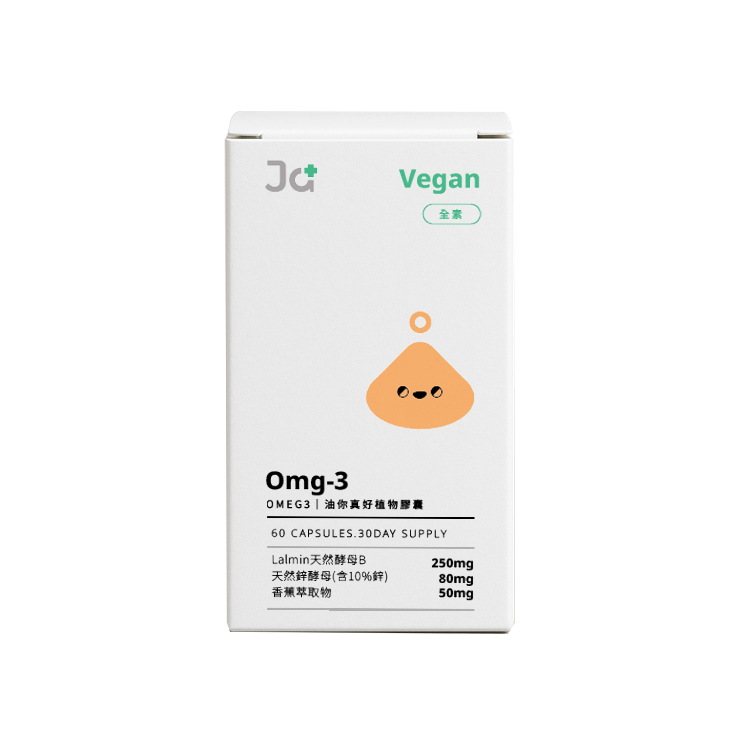 Ja+
Vegan
全素
Omg-3
OMEG3｜油你真好植物膠囊
60 CAPSULES.30DAY SUPPLY
Lalmin天然酵母B 250mg
天然鋅酵母(含10%鋅) 80mg
香蕉萃取物 50mg